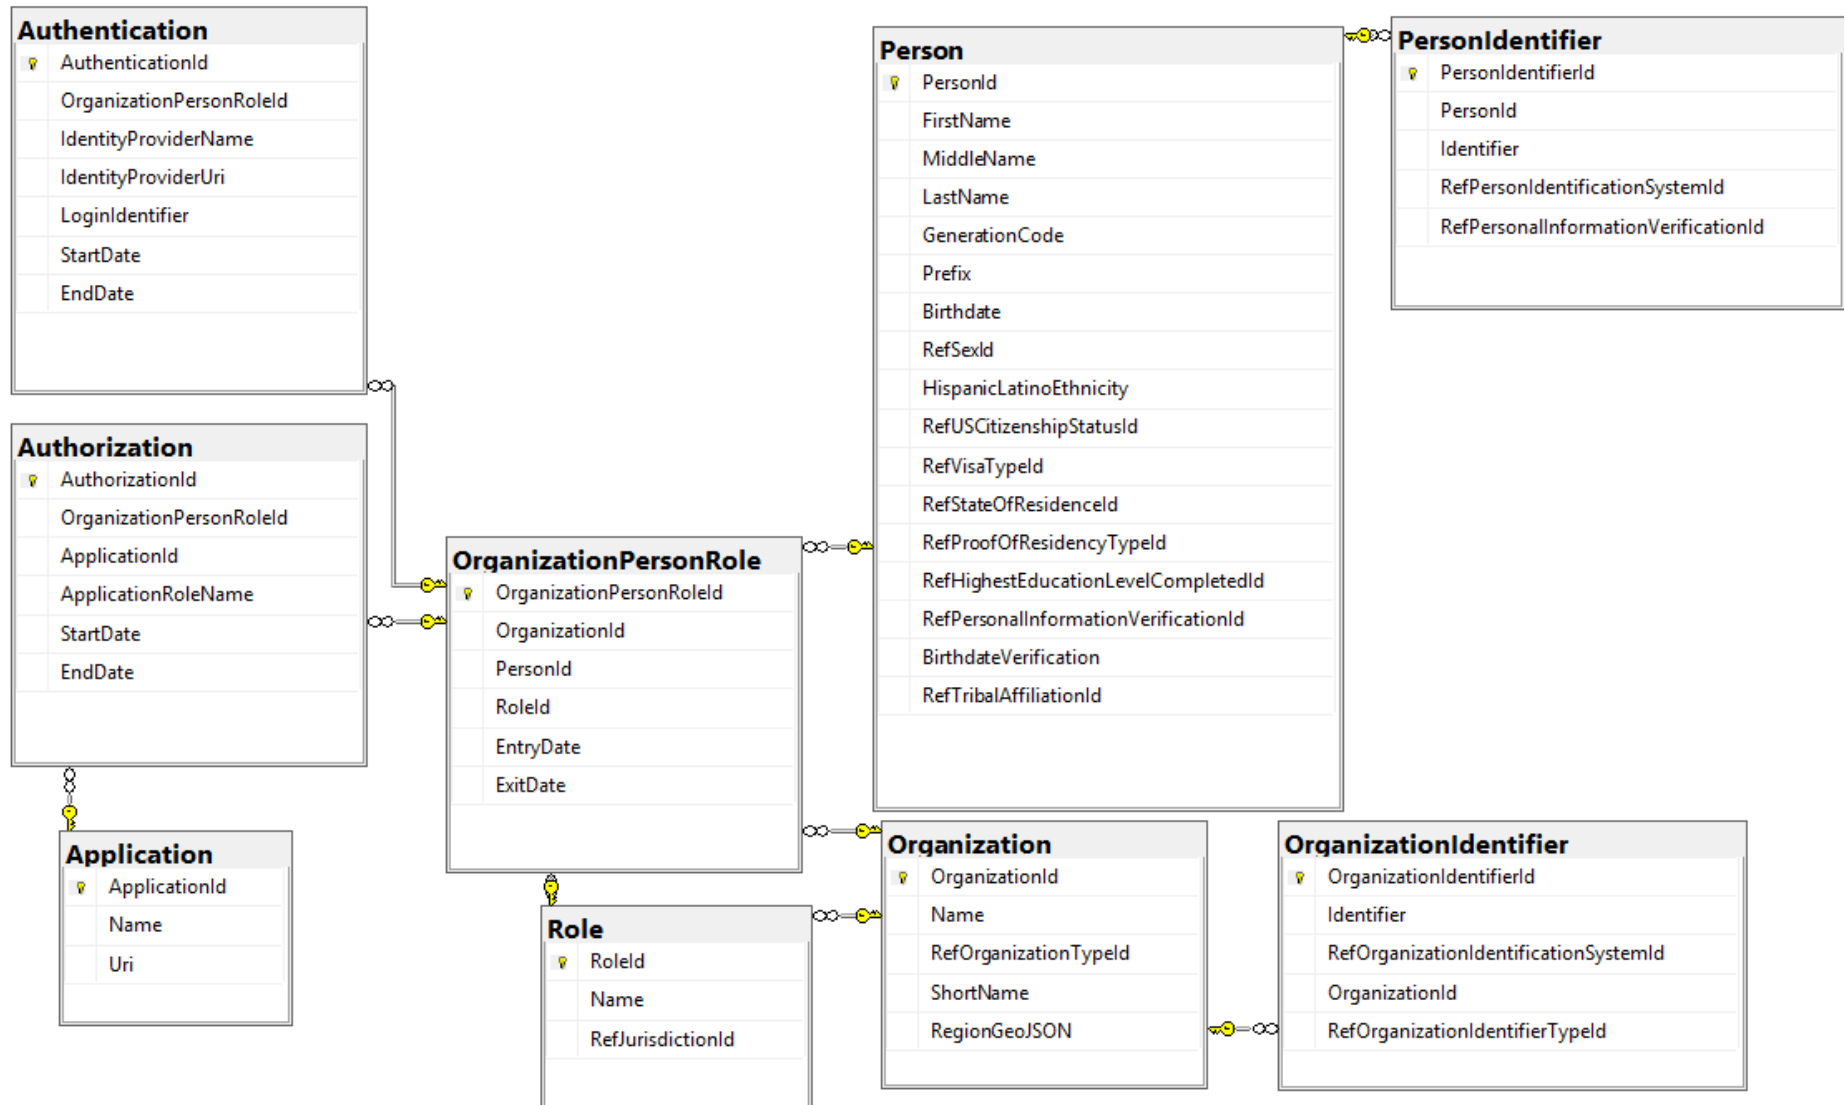 Authentication
AuthenticationId
OrganizationPersonRoleId
IdentityProviderName
IdentityProviderUri
LoginIdentifier
StartDate
EndDate
Authorization
AuthorizationId
OrganizationPersonRoleId
ApplicationId
ApplicationRoleName
StartDate
EndDate
Application
ApplicationId
Name
Uri
OrganizationPersonRole
OrganizationPersonRoleId
OrganizationId
PersonId
RoleId
EntryDate
ExitDate
Role
RoleId
Name
RefJurisdictionId
Person
PersonId
FirstName
MiddleName
LastName
GenerationCode
Prefix
Birthdate
RefSexId
HispanicLatinoEthnicity
RefUSCitizenshipStatusId
RefVisaTypeId
RefStateOfResidenceId
RefProofOfResidencyTypeId
RefHighestEducationLevelCompletedId
RefPersonalInformationVerificationId
BirthdateVerification
RefTribalAffiliationId
PersonIdentifier
PersonIdentifierId
PersonId
Identifier
RefPersonIdentificationSystemId
RefPersonalInformationVerificationId
Organization
OrganizationId
Name
RefOrganizationTypeId
ShortName
RegionGeoJSON
OrganizationIdentifier
OrganizationIdentifierId
Identifier
RefOrganizationIdentificationSystemId
OrganizationId
RefOrganizationIdentifierTypeId